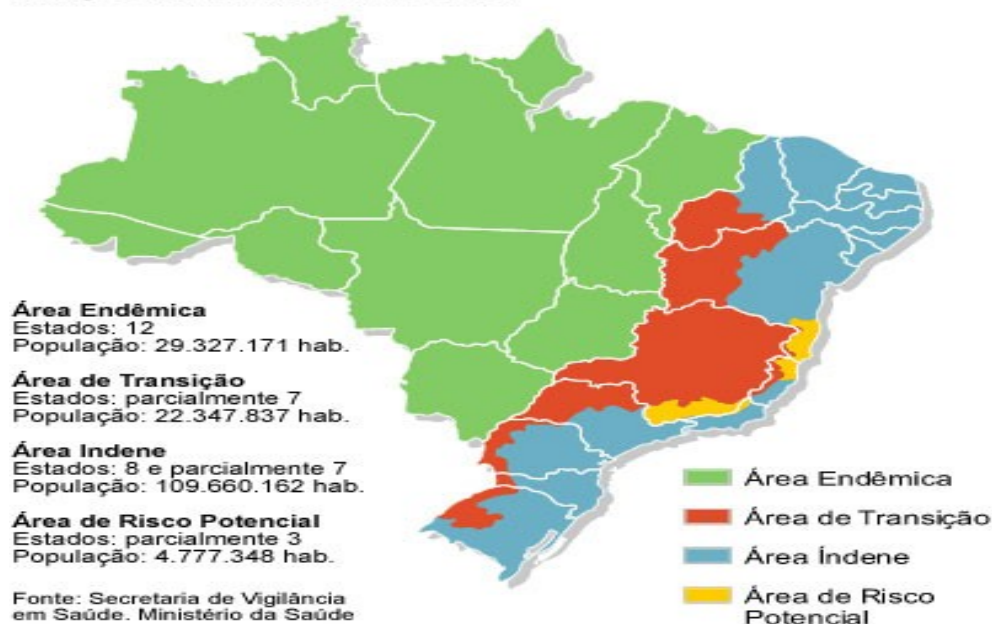 Área Endêmica
Estados: 12
População: 29.327.171 hab.
Área de Transição
Estados: parcialmente 7
População: 22.347.837 hab.
Área Indene
Estados: 8 e parcialmente 7
População: 109.660.162 hab.
Área de Risco Potencial
Estados: parcialmente 3
População: 4.777.348 hab.
Fonte: Secretaria de Vigilância
em Saúde. Ministério da Saúde
Área Endêmica
Área de Transição
Área Índene
Área de Risco
Potencial